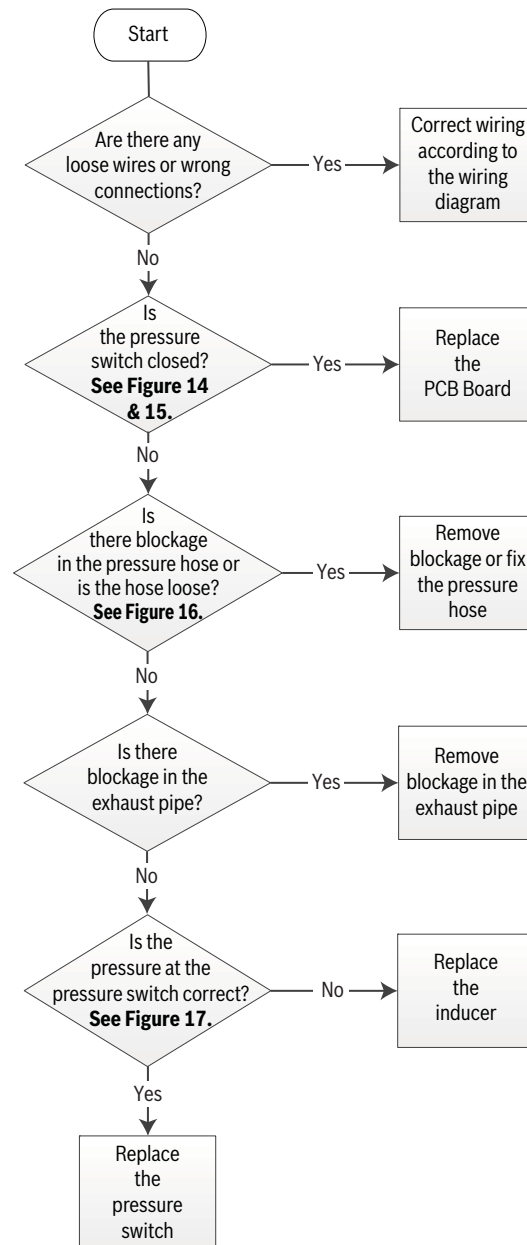 Start
Are there any
loose wires or wrong
connections?
Yes
Correct wiring
according to
the wiring
diagram
No
Is
the pressure
switch closed?
See Figure 14
& 15.
Yes
Replace
the
PCB Board
No
Is
there blockage
in the pressure hose or
is the hose loose?
See Figure 16.
Yes
Remove
blockage or fix
the pressure
hose
No
Is there
blockage in the
exhaust pipe?
Yes
Remove
blockage in the
exhaust pipe
No
Is the
pressure at the
pressure switch correct?
See Figure 17.
No
Replace
the
inducer
Yes
Replace
the
pressure
switch